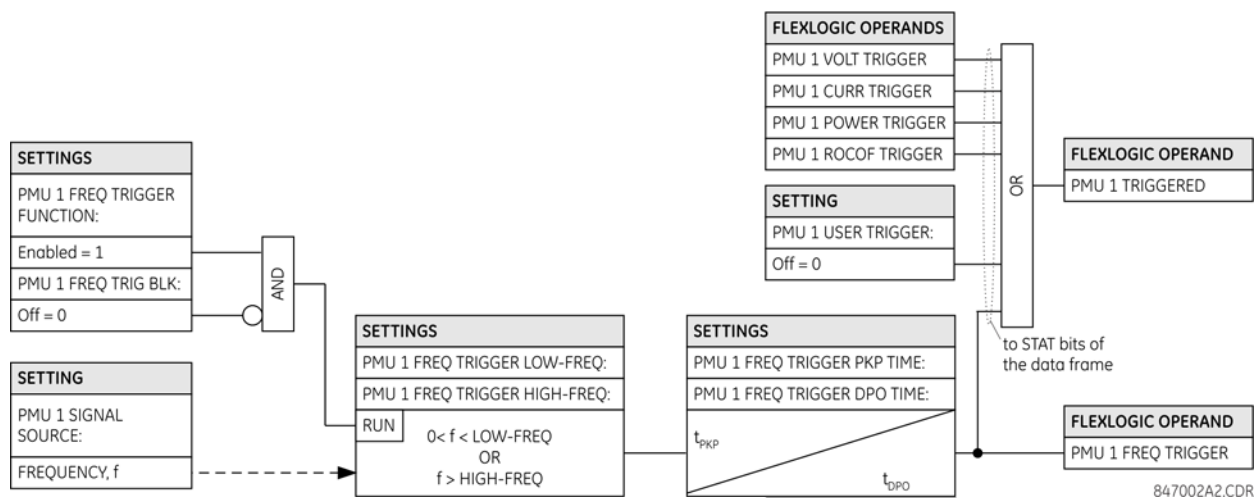 FLEXLOGIC OPERANDS
PMU 1 VOLT TRIGGER
PMU 1 CURR TRIGGER
PMU 1 POWER TRIGGER
PMU 1 ROCOF TRIGGER
SETTING
PMU 1 USER TRIGGER:
Off = 0
OR
FLEXLOGIC OPERAND
PMU 1 TRIGGERED
SETTINGS
PMU 1 FREQ TRIGGER
FUNCTION:
Enabled = 1
PMU 1 FREQ TRIG BLK:
Off = 0
AND
SETTING
PMU 1 SIGNAL
SOURCE:
FREQUENCY, f
SETTINGS
PMU 1 FREQ TRIGGER LOW-FREQ:
PMU 1 FREQ TRIGGER HIGH-FREQ:
RUN
0< f < LOW-FREQ
OR
f > HIGH-FREQ
SETTINGS
PMU 1 FREQ TRIGGER PKP TIME:
PMU 1 FREQ TRIGGER DPO TIME:
tPKP
tDPO
to STAT bits of
the data frame
FLEXLOGIC OPERAND
PMU 1 FREQ TRIGGER
847002A2.CDR